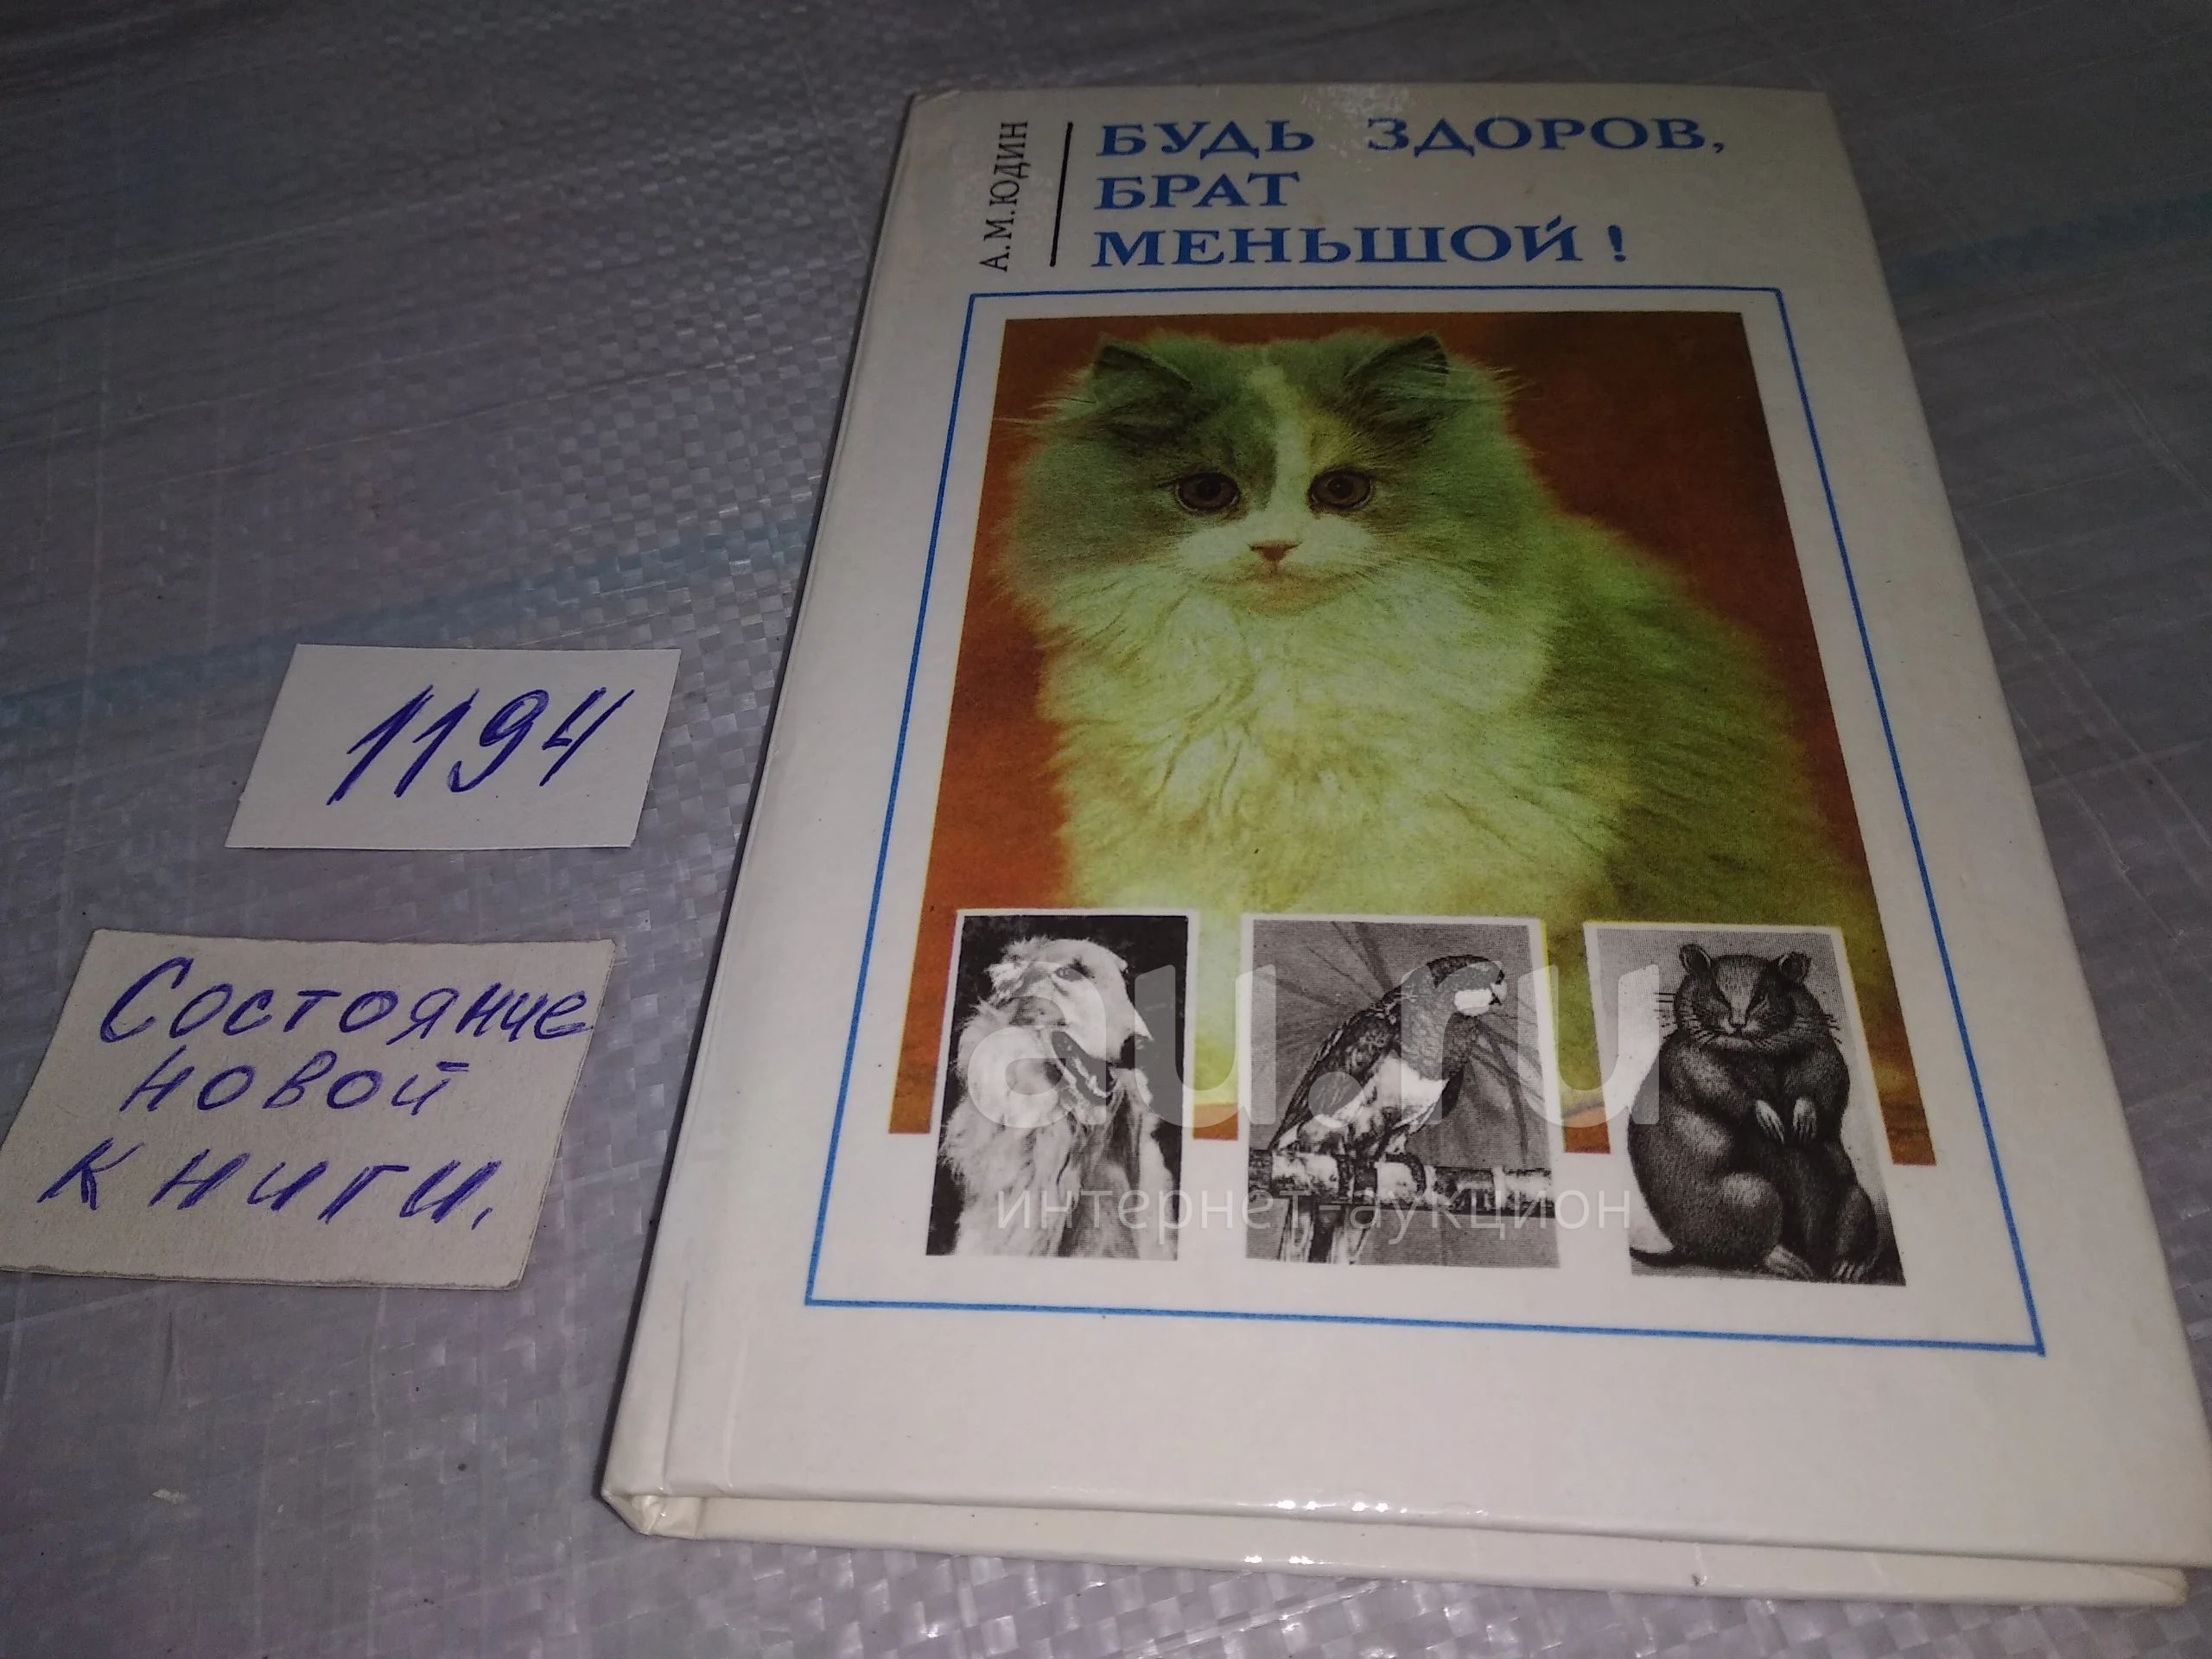 А. М. ЮДИН
БУДЬ ЗДОРОВ,
БРАТ
МЕНЬШОЙ!
1194
Состояние
новой
книги.
au.ru
интернет-аукцион